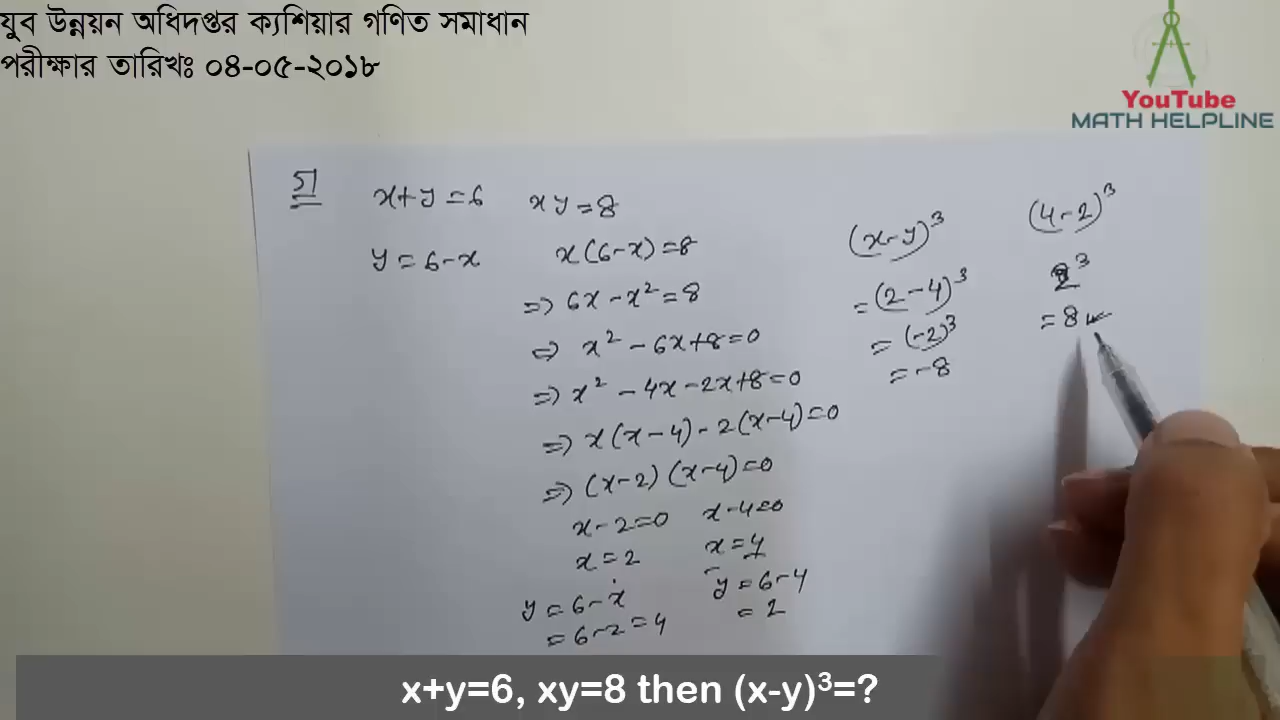 যুব উন্নয়ন অধিদপ্তর ক্যশিয়ার গণিত সমাধান
পরীক্ষার তারিখঃ ০৪-০৫-২০১৮
YouTube
MATH HELPLINE
গ x+y=6 xy=8
y=6-x x(6-x)=8
=> 6x-x²=8
=> x²-6x+8=0
=> x²-4x-2x+8=0
=> x(x-4)-2(x-4)=0
=> (x-2)(x-4)=0
x-2=0 x-4=0
x=2 x=4
y=6-x y=6-4
=6-2=4 =2
(x-y)³
=(2-4)³
=(-2)³
=-8
(4-2)³
2³
=8
x+y=6, xy=8 then (x-y)³=?